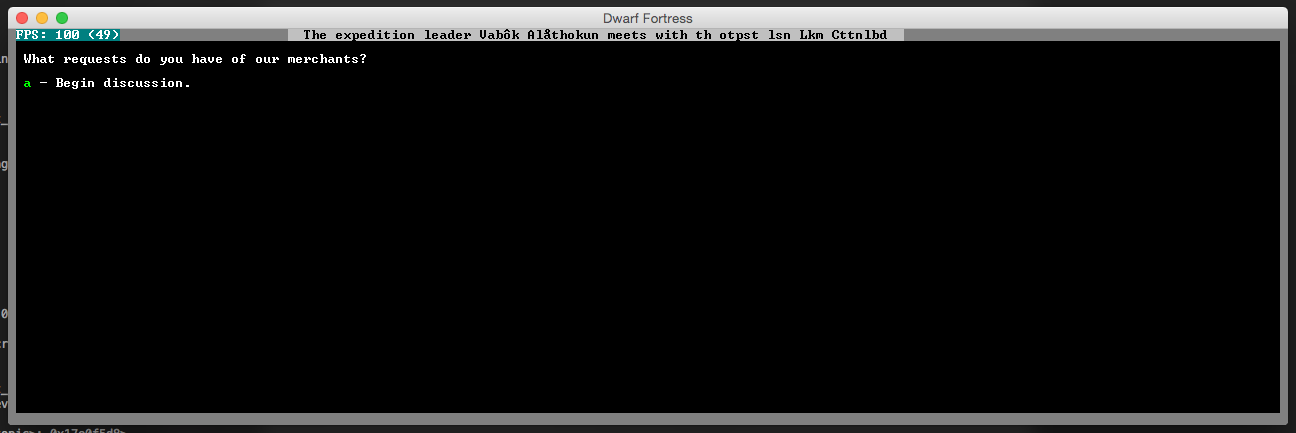 Dwarf Fortress
FPS: 100 (49) The expedition leader Vabôk Alåthokun meets with th otpst lsn Lkm Cttnlbd
What requests do you have of our merchants?
a - Begin discussion.